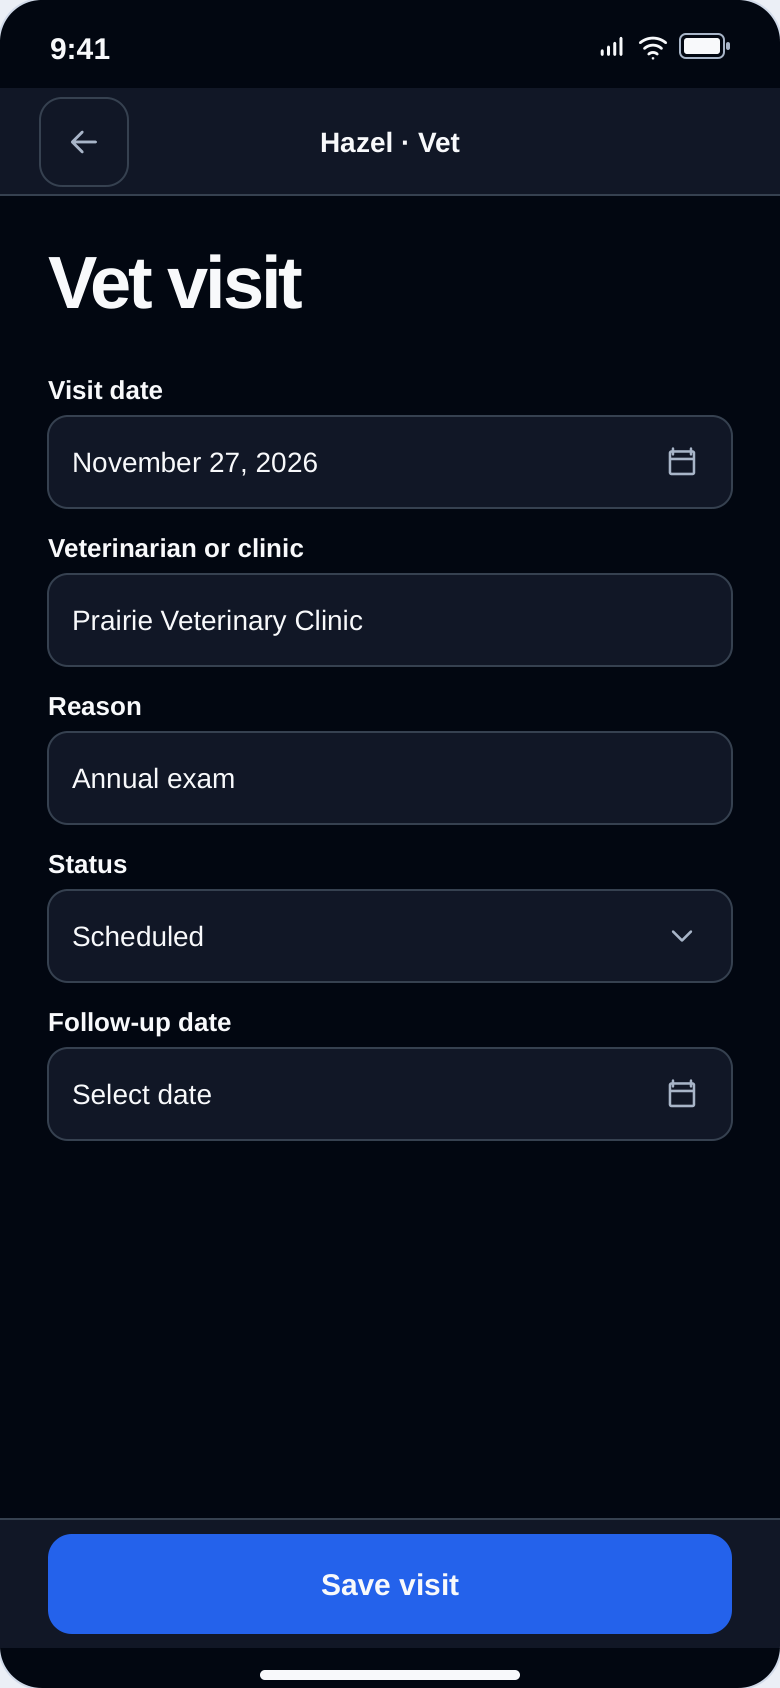 9:41
Hazel · Vet
Vet visit
Visit date
November 27, 2026
Veterinarian or clinic
Prairie Veterinary Clinic
Reason
Annual exam
Status
Scheduled
Follow-up date
Select date
Save visit